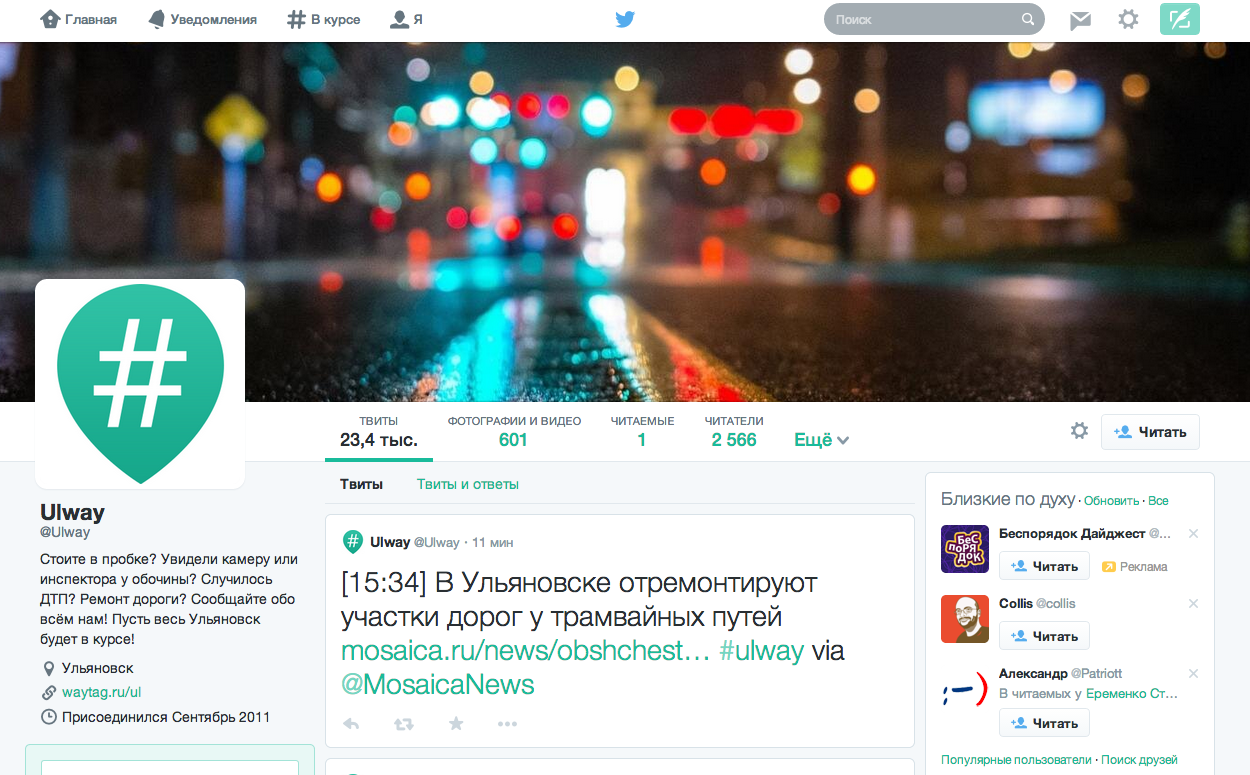 Главная Уведомления В курсе Я Поиск
#
ТВИТЫ ФОТОГРАФИИ И ВИДЕО ЧИТАЕМЫЕ ЧИТАТЕЛИ
23,4 тыс. 601 1 2 566 Ещё
Читать
Ulway
@Ulway
Стоите в пробке? Увидели камеру или
инспектора у обочины? Случилось
ДТП? Ремонт дороги? Сообщайте обо
всём нам! Пусть весь Ульяновск
будет в курсе!
Ульяновск
waytag.ru/ul
Присоединился Сентябрь 2011
Твиты Твиты и ответы
# Ulway @Ulway · 11 мин
[15:34] В Ульяновске отремонтируют
участки дорог у трамвайных путей
mosaica.ru/news/obshchest… #ulway via
@MosaicaNews
Близкие по духу · Обновить · Все
БеС
поРЯ
док
Беспорядок Дайджест @...
Читать Реклама
Collis @collis
Читать
Александр @Patriott
В читаемых у Еременко Ст...
Читать
Популярные пользователи · Поиск друзей